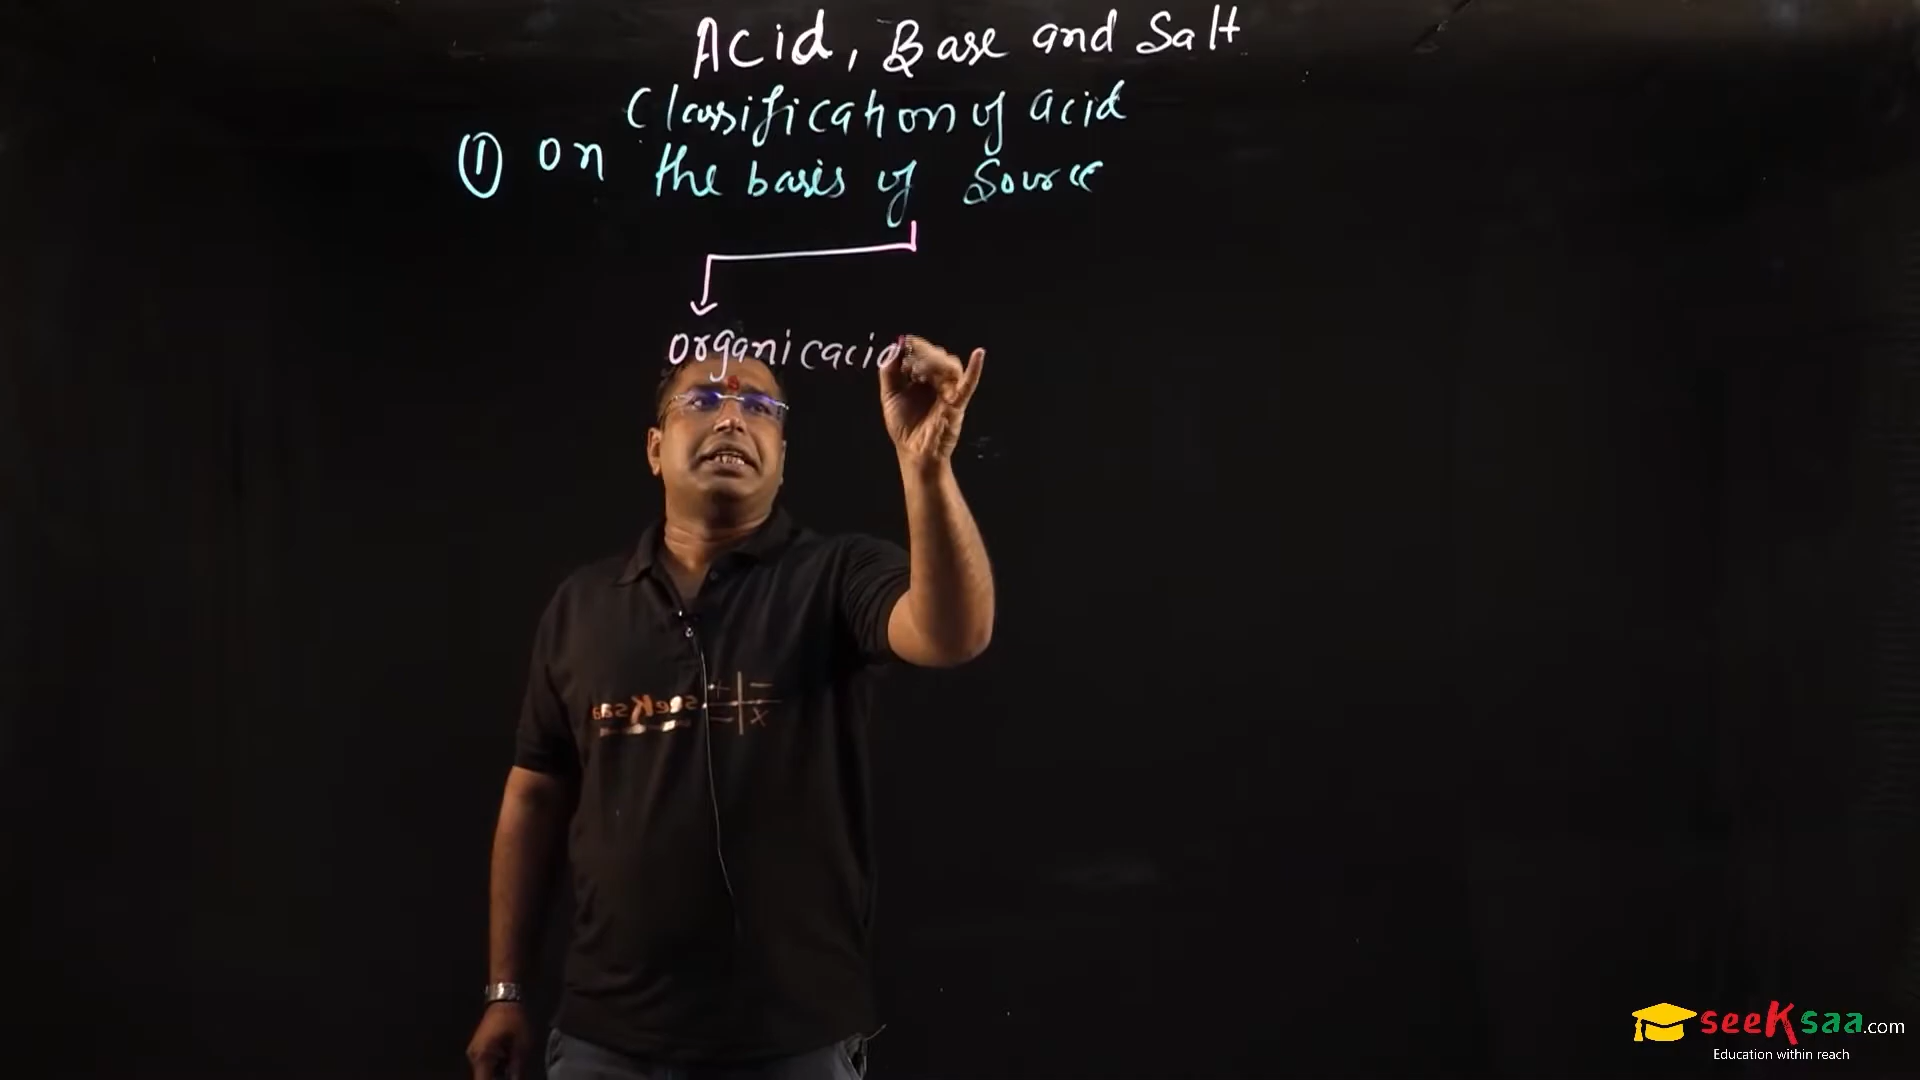 Acid, Base and Salt
Classification of acid
① on the basis of Source
organic acid
seeKsaa
+ -
- x
seeKsaa.com
Education within reach